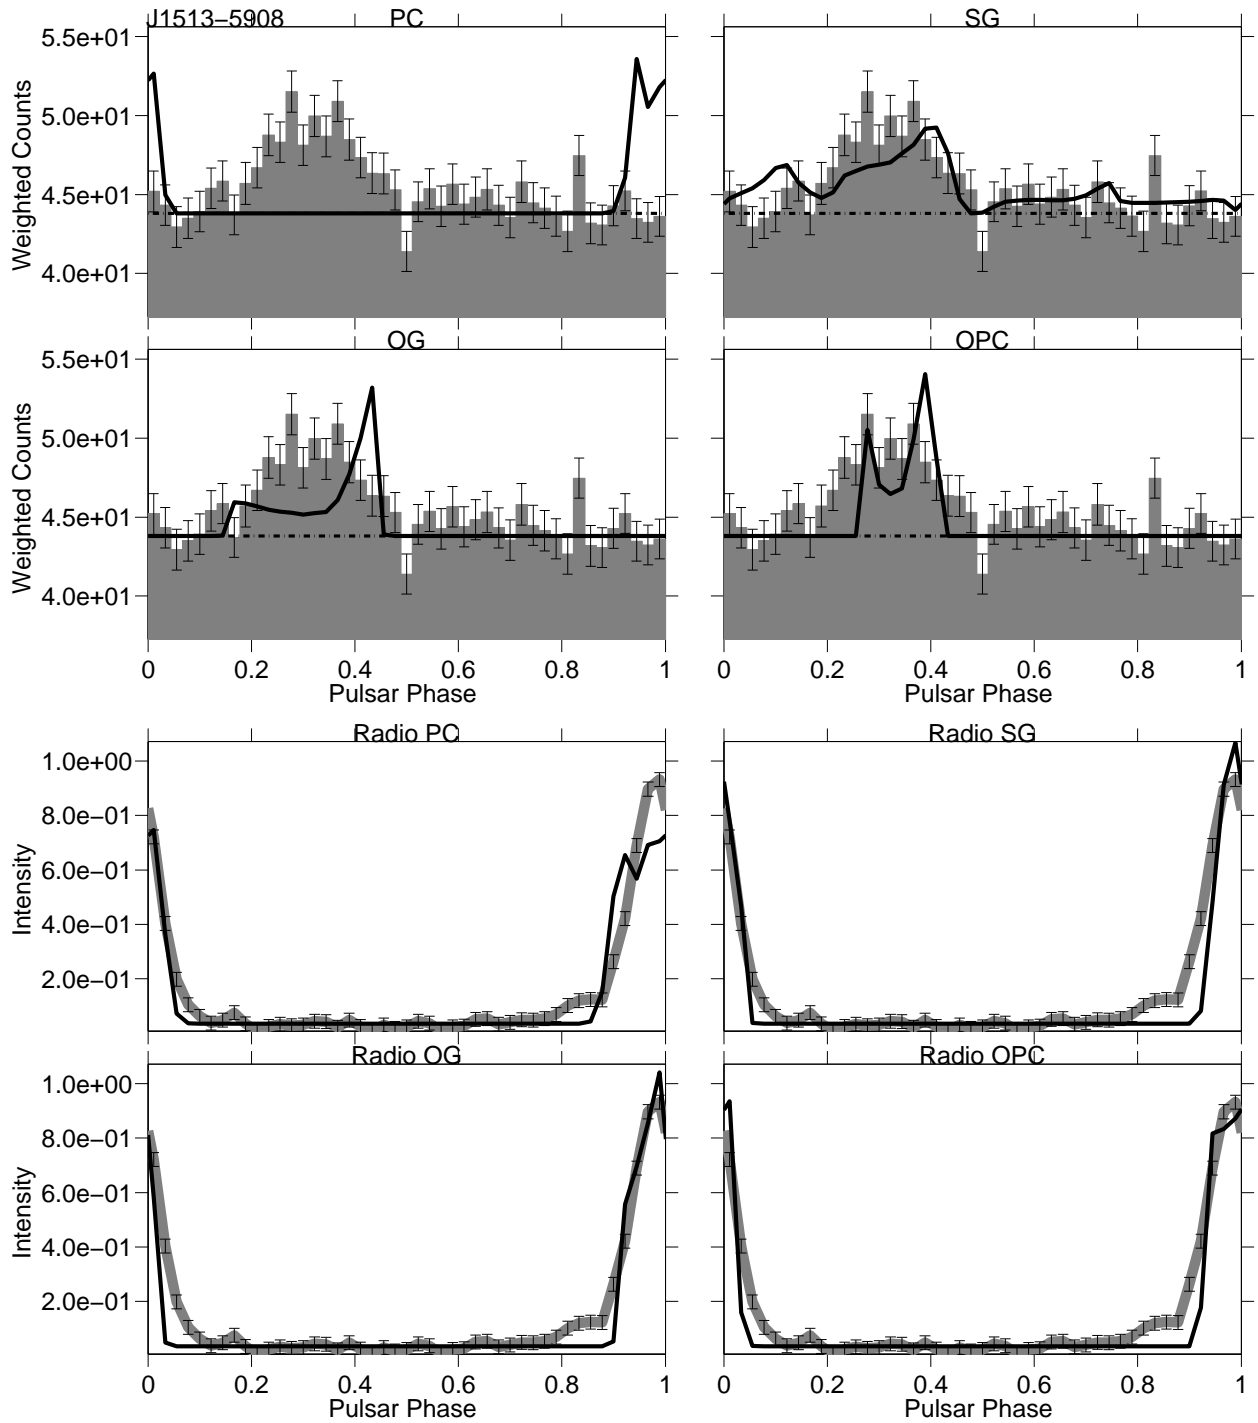 J1513−5908 PC SG
5.5e+01
5.0e+01
4.5e+01
4.0e+01
Weighted Counts
OG OPC
5.5e+01
5.0e+01
4.5e+01
4.0e+01
Weighted Counts
0 0.2 0.4 0.6 0.8 1 0 0.2 0.4 0.6 0.8 1
Pulsar Phase Pulsar Phase
Radio PC Radio SG
1.0e+00
8.0e−01
6.0e−01
4.0e−01
2.0e−01
Intensity
Radio OG Radio OPC
1.0e+00
8.0e−01
6.0e−01
4.0e−01
2.0e−01
Intensity
0 0.2 0.4 0.6 0.8 1 0 0.2 0.4 0.6 0.8 1
Pulsar Phase Pulsar Phase